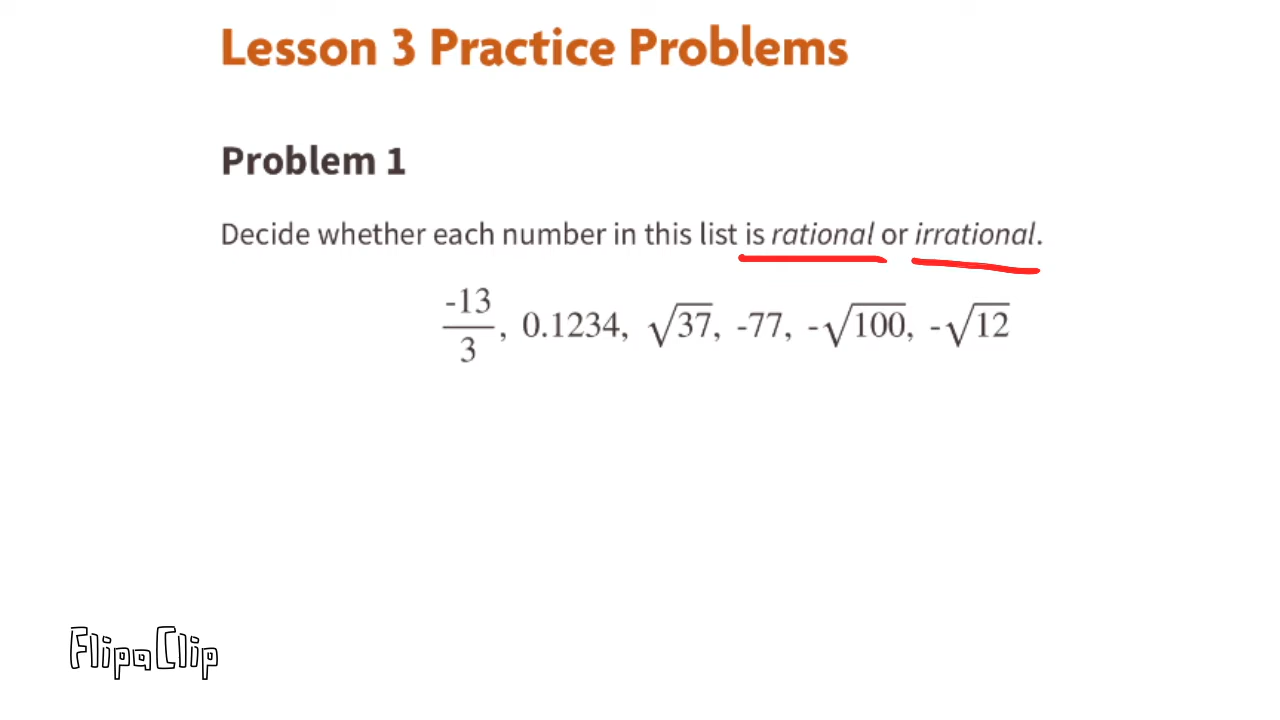 Lesson 3 Practice Problems
Problem 1
Decide whether each number in this list is rational or irrational.
-13/3, 0.1234, √37, -77, -√100, -√12
FlipaClip